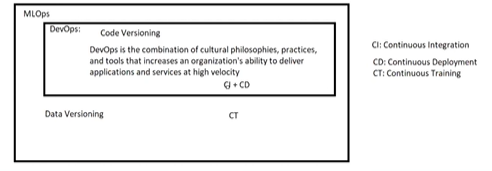 MLOps
DevOps: Code Versioning
DevOps is the combination of cultural philosophies, practices,
and tools that increases an organization's ability to deliver
applications and services at high velocity
CI + CD
Data Versioning CT
CI: Continuous Integration
CD: Continuous Deployment
CT: Continuous Training